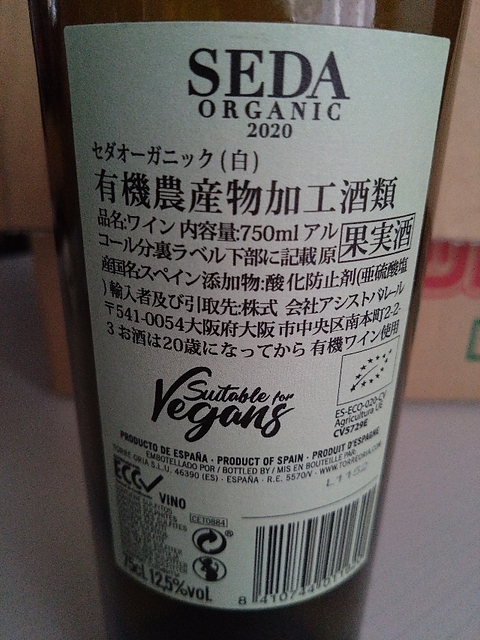 SEDA
ORGANIC
2020
セダオーガニック(白)
有機農産物加工酒類
品名:ワイン 内容量:750ml アル
果実酒
コール分裏ラベル下部に記載 原
産国名:スペイン 添加物:酸化防止剤(亜硫酸塩
)輸入者及び引取先:株式 会社アシストバルール
〒541-0054大阪府大阪 市中央区南本町2-2-
3 お酒は20歳になってから 有機ワイン使用
Suitable for
Vegans
ES-ECO-020-CV
Agricultura UE
CV5729E
PRODUCTO DE ESPAÑA · PRODUCT OF SPAIN · PRODUIT D'ESPAGNE
EMBOTELLADO POR / BOTTLED BY / MIS EN BOUTEILLE PAR:
TORRE ORIA S.L.U. 46390 (ES) · ESPAÑA · R.E. 5570/V · WWW.TORREORIA.COM
L1152
VINO
CET0884
75cl 12,5%vol.